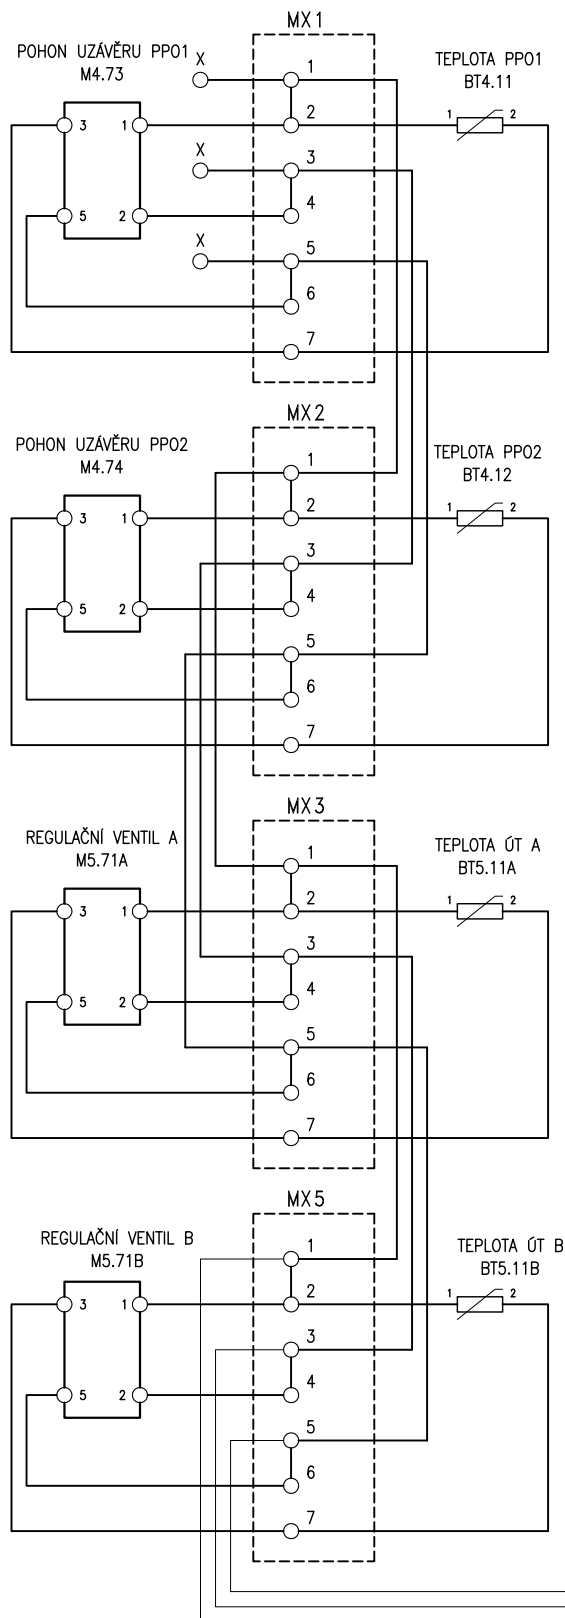 MX1
POHON UZÁVĚRU PPO1
M4.73
TEPLOTA PPO1
BT4.11
X
1
3 1
2
1 2
X
3
5 2
4
X
5
6
7
MX2
POHON UZÁVĚRU PPO2
M4.74
TEPLOTA PPO2
BT4.12
1
3 1
2
1 2
3
5 2
4
5
6
7
MX3
REGULAČNÍ VENTIL A
M5.71A
TEPLOTA ÚT A
BT5.11A
1
3 1
2
1 2
3
5 2
4
5
6
7
MX5
REGULAČNÍ VENTIL B
M5.71B
TEPLOTA ÚT B
BT5.11B
1
3 1
2
1 2
3
5 2
4
5
6
7